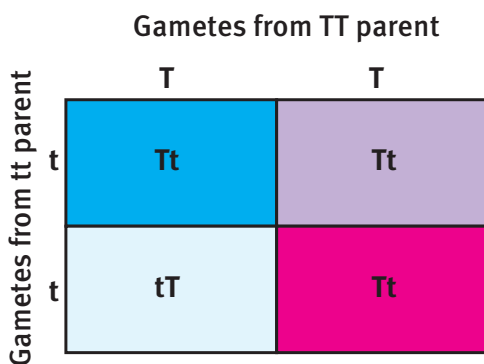 Gametes from TT parent
T T
Gametes from tt parent
t Tt Tt
t tT Tt